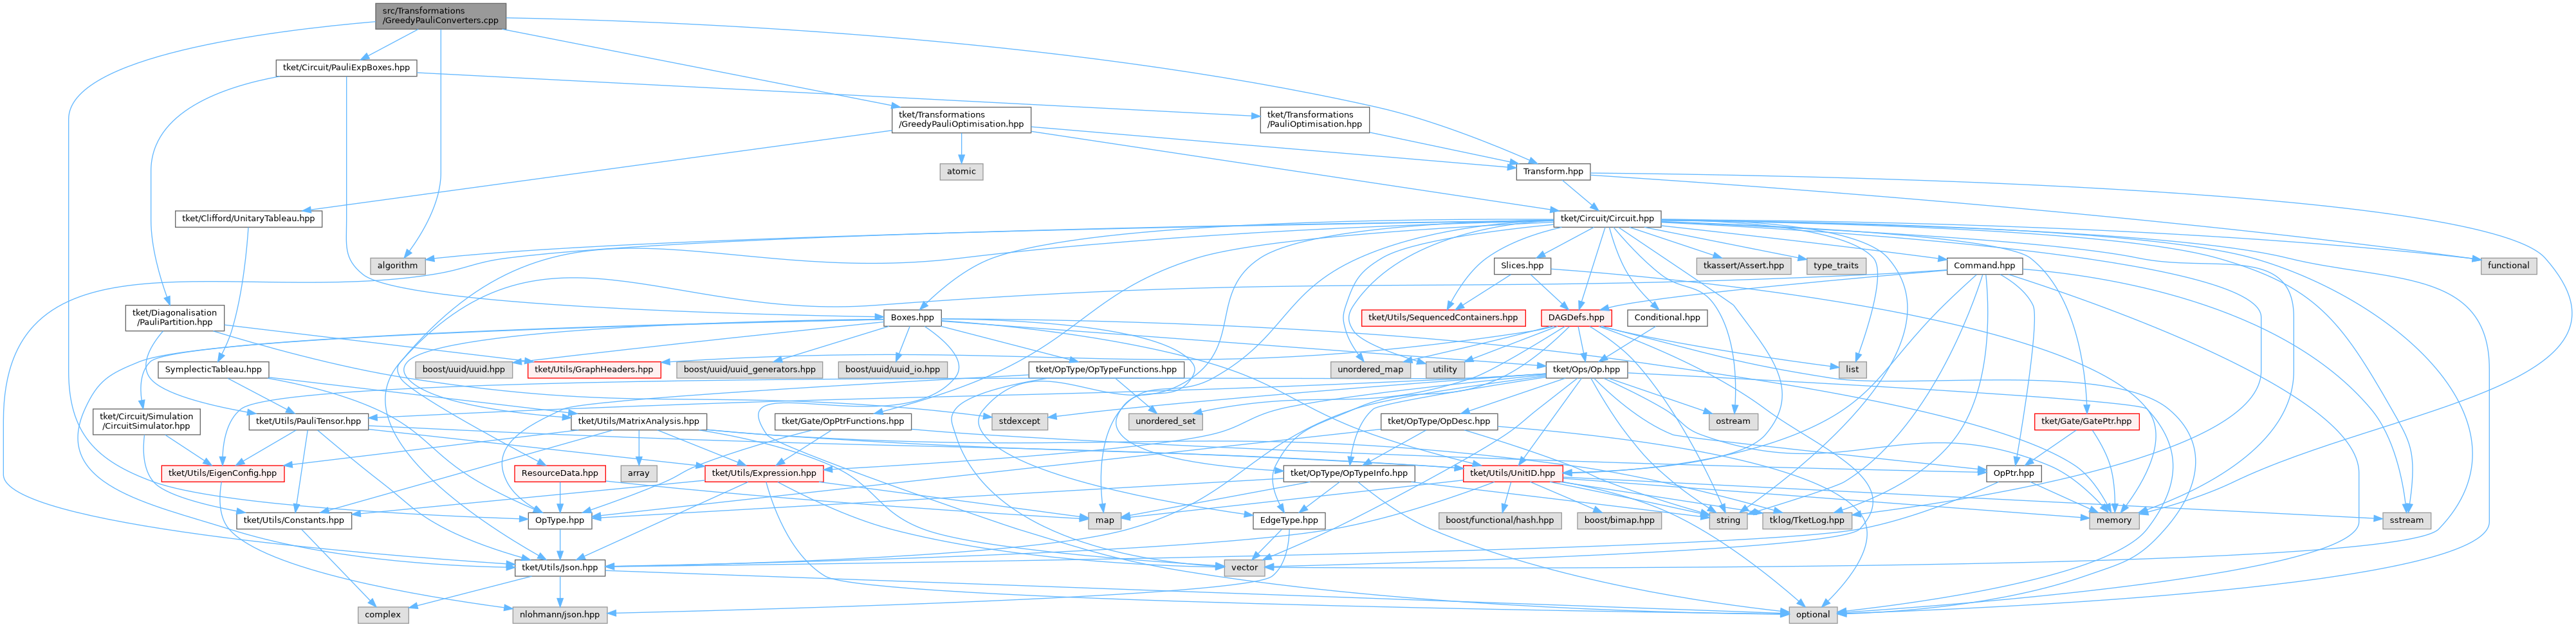 src/Transformations
/GreedyPauliConverters.cpp
tket/Circuit/PauliExpBoxes.hpp
tket/Transformations
/GreedyPauliOptimisation.hpp
tket/Transformations
/PauliOptimisation.hpp
atomic
Transform.hpp
tket/Clifford/UnitaryTableau.hpp
tket/Circuit/Circuit.hpp
algorithm
Slices.hpp
tkassert/Assert.hpp
type_traits
Command.hpp
functional
tket/Diagonalisation
/PauliPartition.hpp
Boxes.hpp
tket/Utils/SequencedContainers.hpp
DAGDefs.hpp
Conditional.hpp
SymplecticTableau.hpp
boost/uuid/uuid.hpp
tket/Utils/GraphHeaders.hpp
boost/uuid/uuid_generators.hpp
boost/uuid/uuid_io.hpp
tket/OpType/OpTypeFunctions.hpp
unordered_map
utility
tket/Ops/Op.hpp
list
tket/Circuit/Simulation
/CircuitSimulator.hpp
tket/Utils/PauliTensor.hpp
tket/Utils/MatrixAnalysis.hpp
tket/Gate/OpPtrFunctions.hpp
stdexcept
unordered_set
tket/OpType/OpDesc.hpp
ostream
tket/Gate/GatePtr.hpp
tket/Utils/EigenConfig.hpp
ResourceData.hpp
array
tket/Utils/Expression.hpp
tket/OpType/OpTypeInfo.hpp
tket/Utils/UnitID.hpp
OpPtr.hpp
tket/Utils/Constants.hpp
OpType.hpp
map
EdgeType.hpp
boost/functional/hash.hpp
boost/bimap.hpp
string
tklog/TketLog.hpp
memory
sstream
tket/Utils/Json.hpp
vector
complex
nlohmann/json.hpp
optional